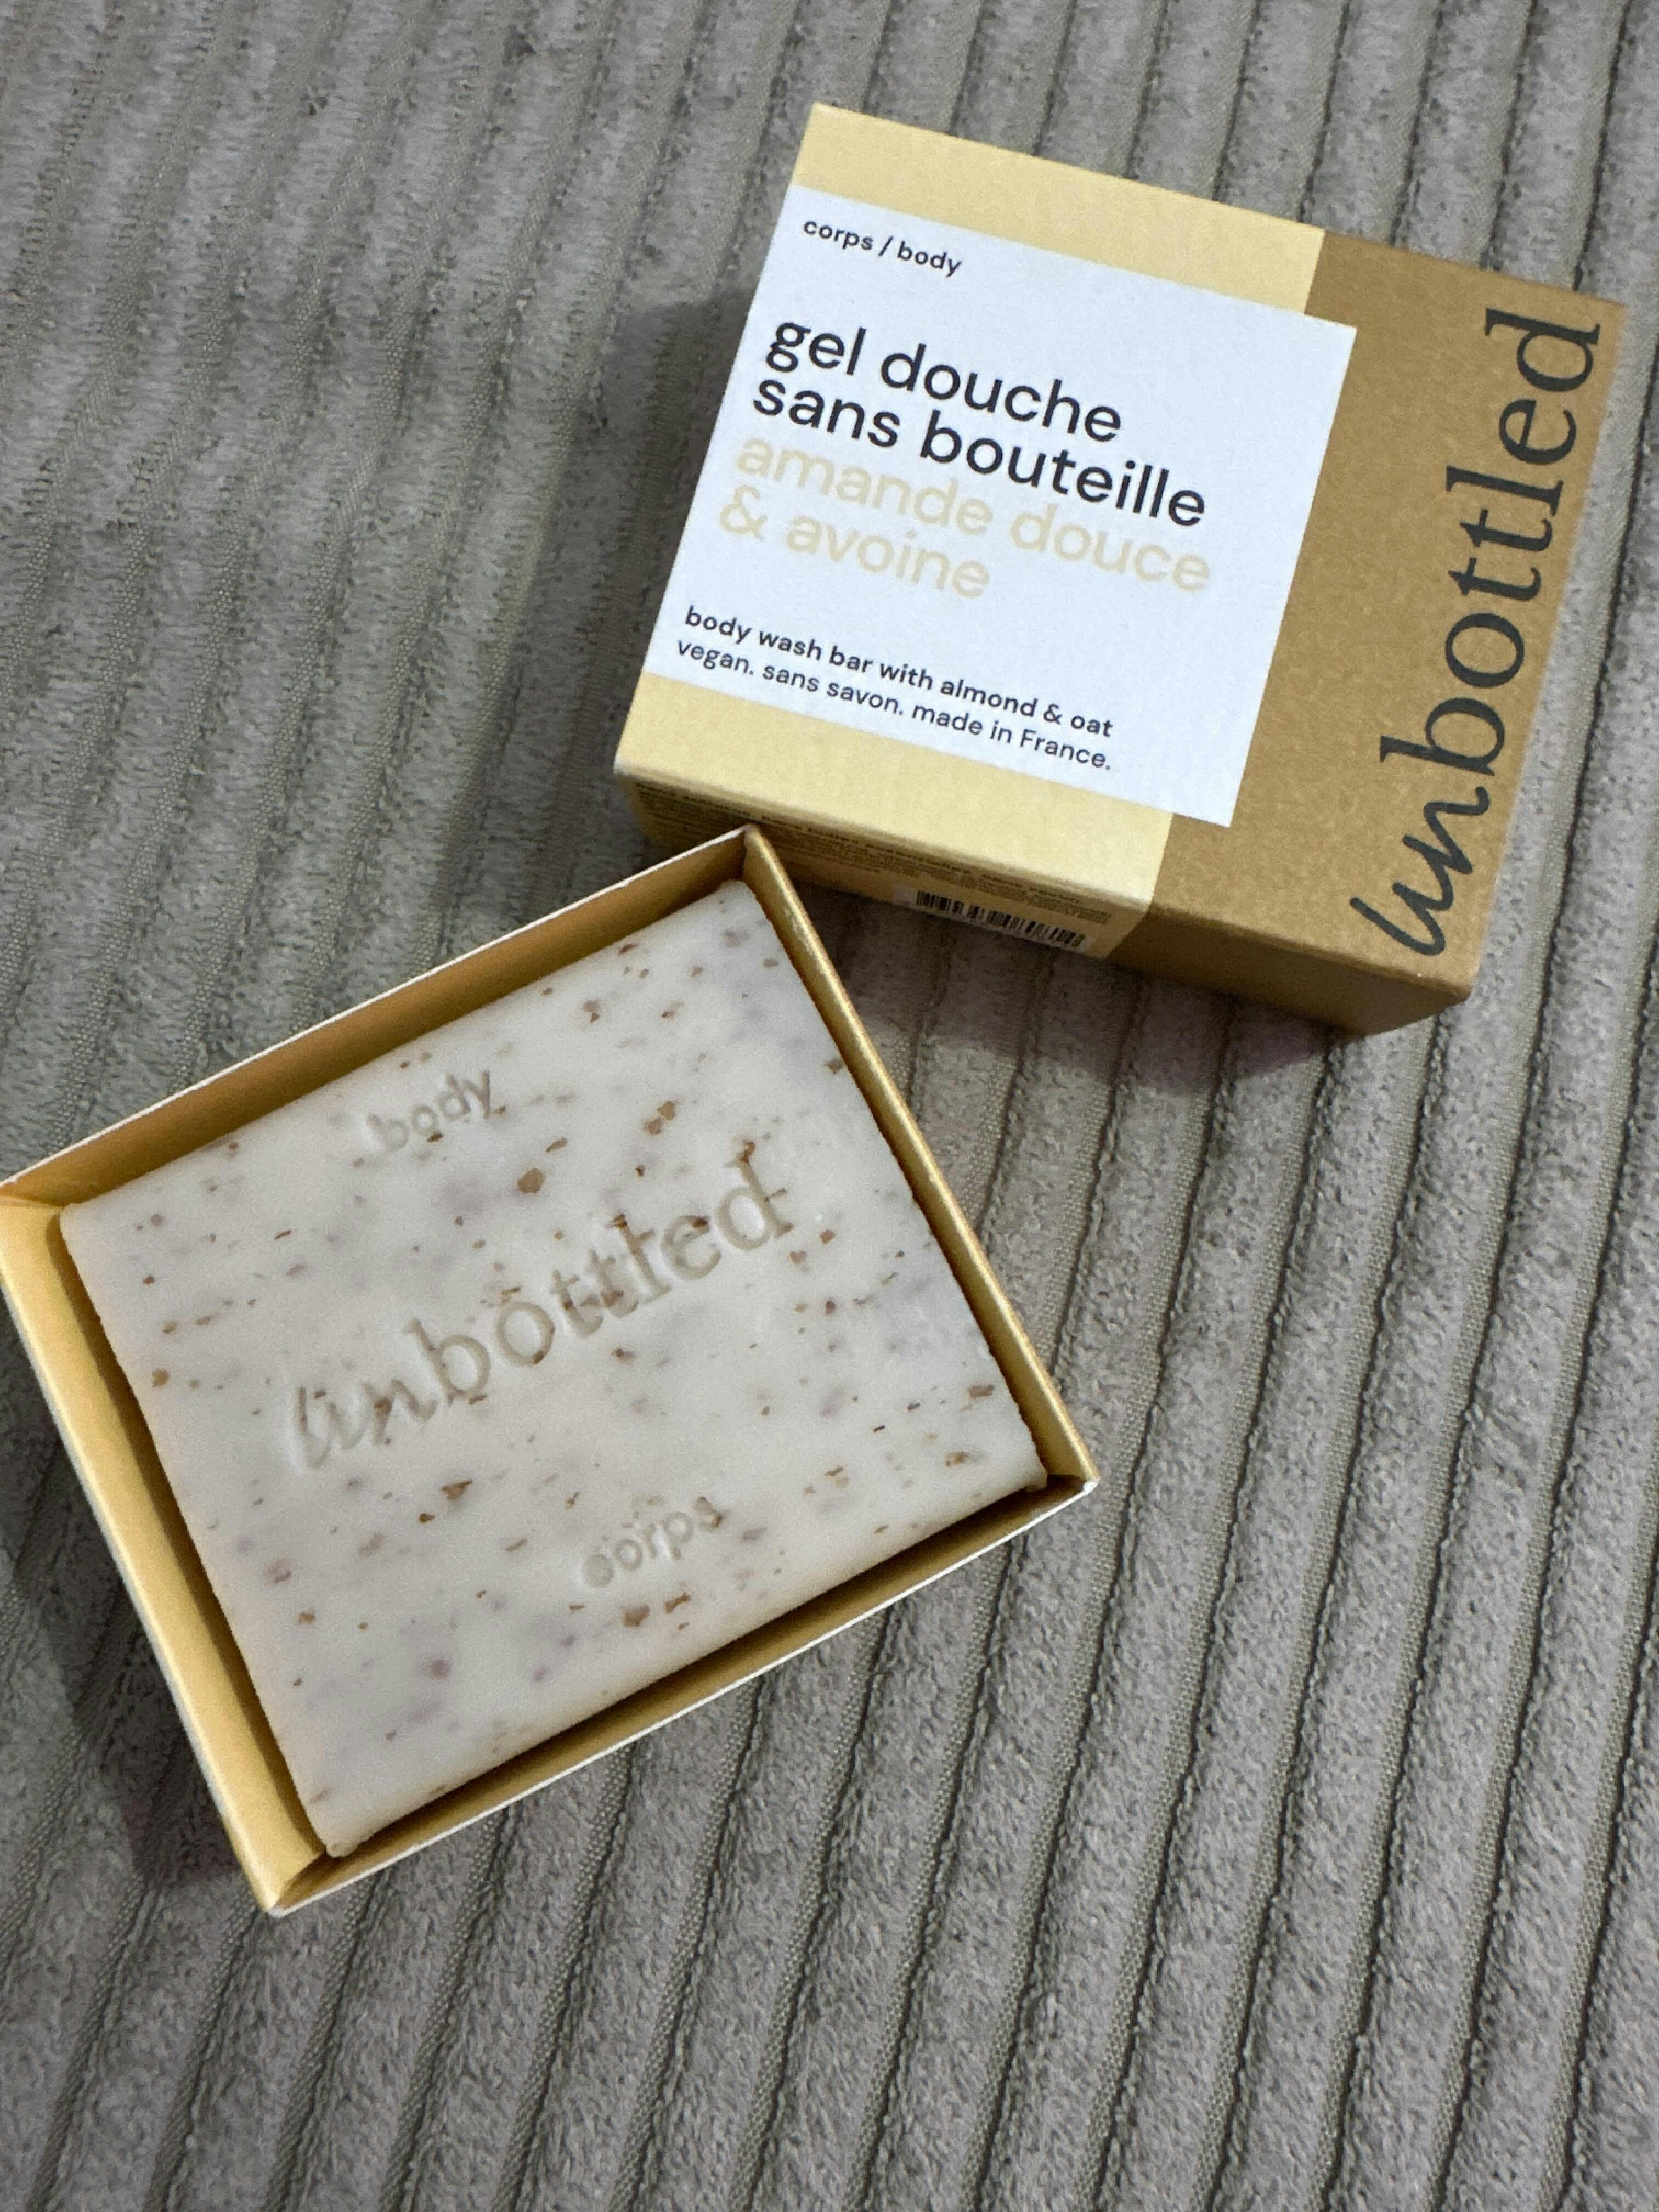 corps / body
gel douche
sans bouteille
amande douce
& avoine
body wash bar with almond & oat
vegan. sans savon. made in France.
unbottled
body
unbottled
corps